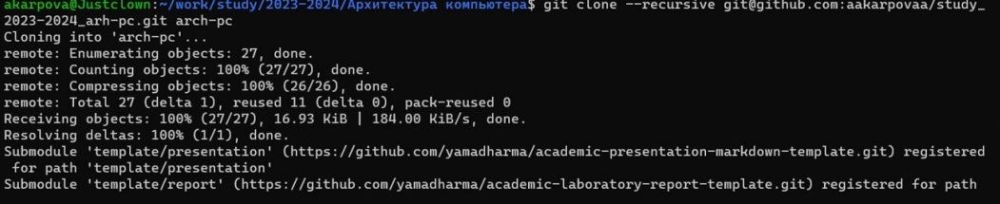 akarpova@Justclown:~/work/study/2023-2024/Архитектура компьютера$ git clone --recursive git@github.com:aakarpovaa/study_
2023-2024_arh-pc.git arch-pc
Cloning into 'arch-pc'...
remote: Enumerating objects: 27, done.
remote: Counting objects: 100% (27/27), done.
remote: Compressing objects: 100% (26/26), done.
remote: Total 27 (delta 1), reused 11 (delta 0), pack-reused 0
Receiving objects: 100% (27/27), 16.93 KiB | 184.00 KiB/s, done.
Resolving deltas: 100% (1/1), done.
Submodule 'template/presentation' (https://github.com/yamadharma/academic-presentation-markdown-template.git) registered
 for path 'template/presentation'
Submodule 'template/report' (https://github.com/yamadharma/academic-laboratory-report-template.git) registered for path